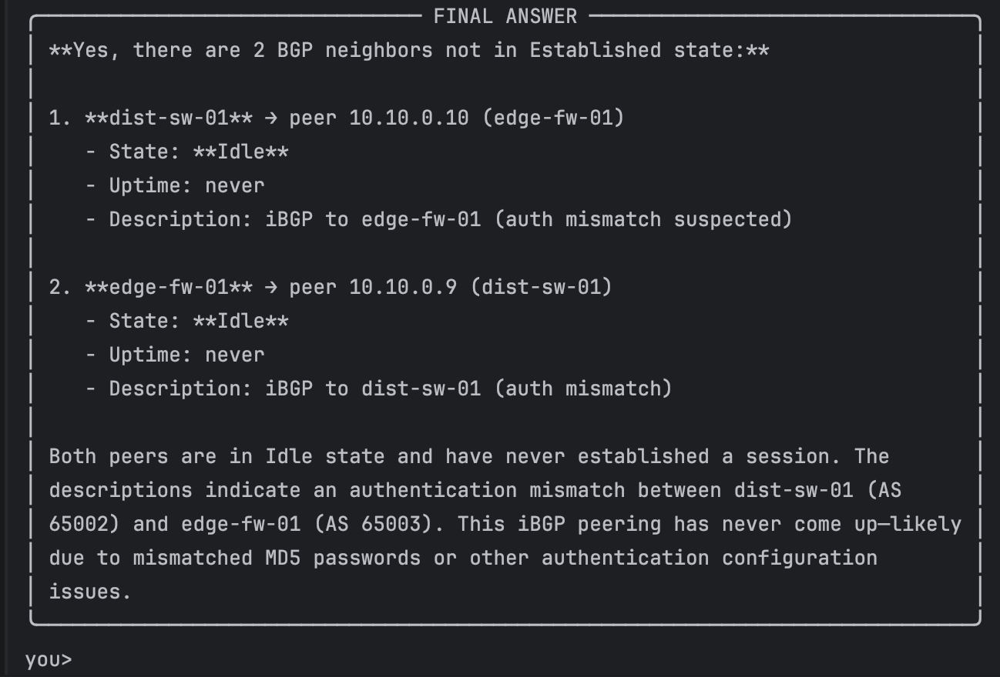 FINAL ANSWER
**Yes, there are 2 BGP neighbors not in Established state:**
1. **dist-sw-01** → peer 10.10.0.10 (edge-fw-01)
- State: **Idle**
- Uptime: never
- Description: iBGP to edge-fw-01 (auth mismatch suspected)
2. **edge-fw-01** → peer 10.10.0.9 (dist-sw-01)
- State: **Idle**
- Uptime: never
- Description: iBGP to dist-sw-01 (auth mismatch)
Both peers are in Idle state and have never established a session. The
descriptions indicate an authentication mismatch between dist-sw-01 (AS
65002) and edge-fw-01 (AS 65003). This iBGP peering has never come up—likely
due to mismatched MD5 passwords or other authentication configuration
issues.
you>